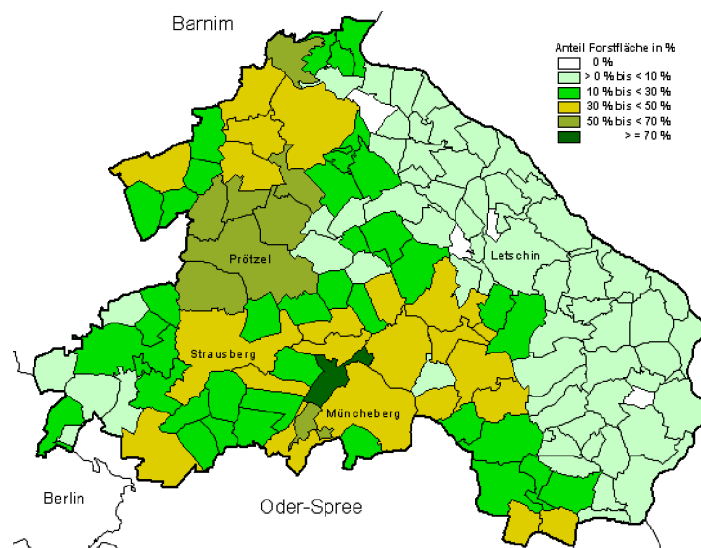 Barnim
Anteil Forstfläche in %
0 %
> 0 % bis < 10 %
10 % bis < 30 %
30 % bis < 50 %
50 % bis < 70 %
> = 70 %
Letschin
Prötzel
Strausberg
Müncheberg
Berlin
Oder-Spree